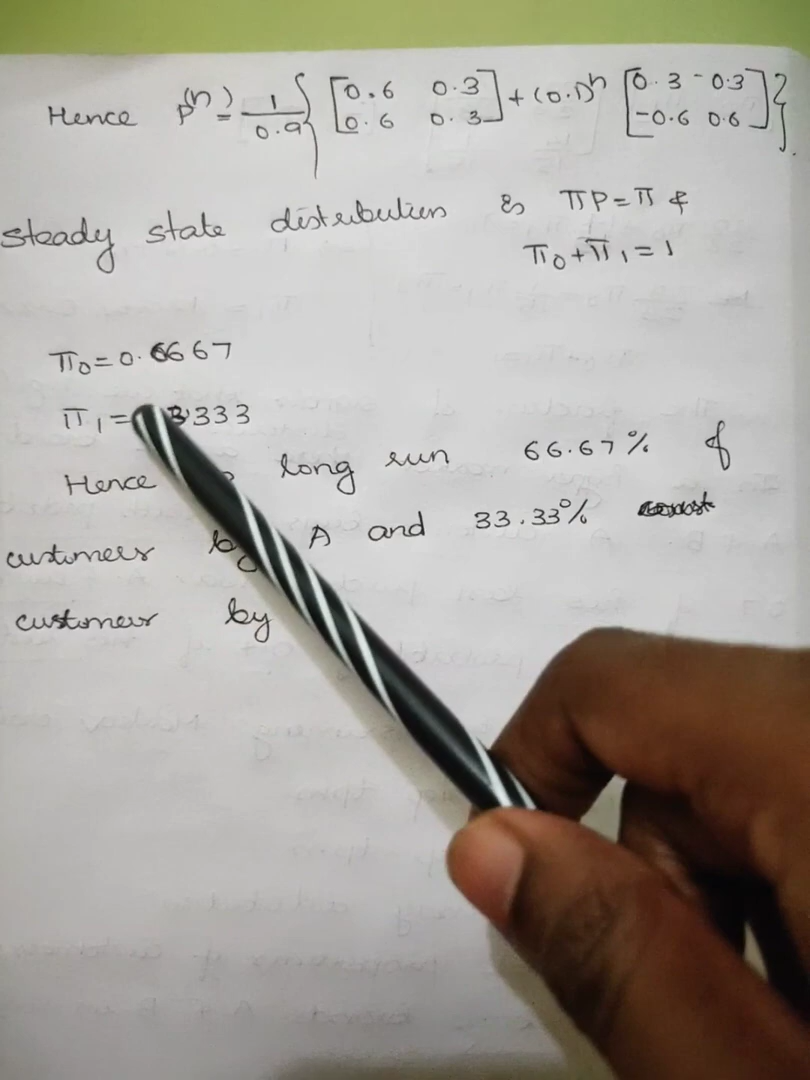 Hence P(n) = 1/0.9 { [0.6 0.3
0.6 0.3] + (0.1)^n [0.3 -0.3
-0.6 0.6] }.
steady state distribution is πP=π &
π0+π1=1
π0=0.6667
π1= 3333
Hence long run 66.67% of
customers by A and 33.33%
customer by